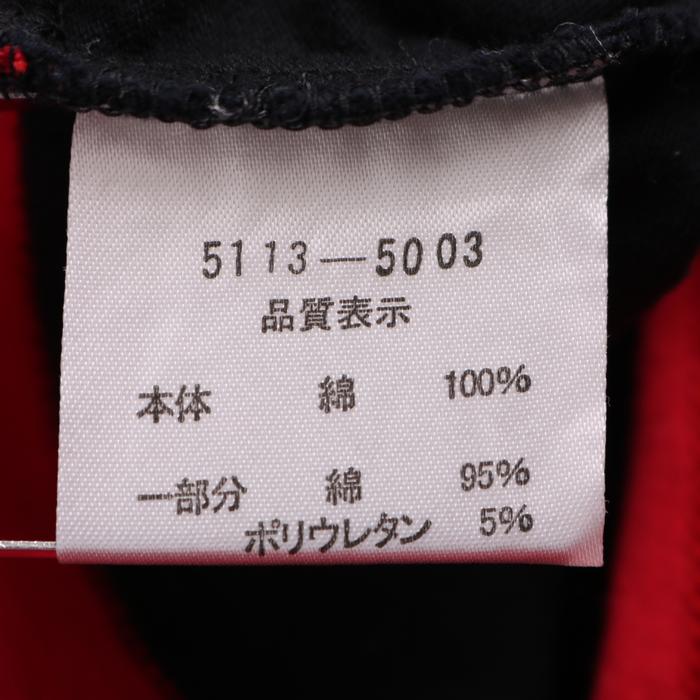 5113—5003
品質表示
本体 綿 100%
一部分 綿 95%
ポリウレタン 5%